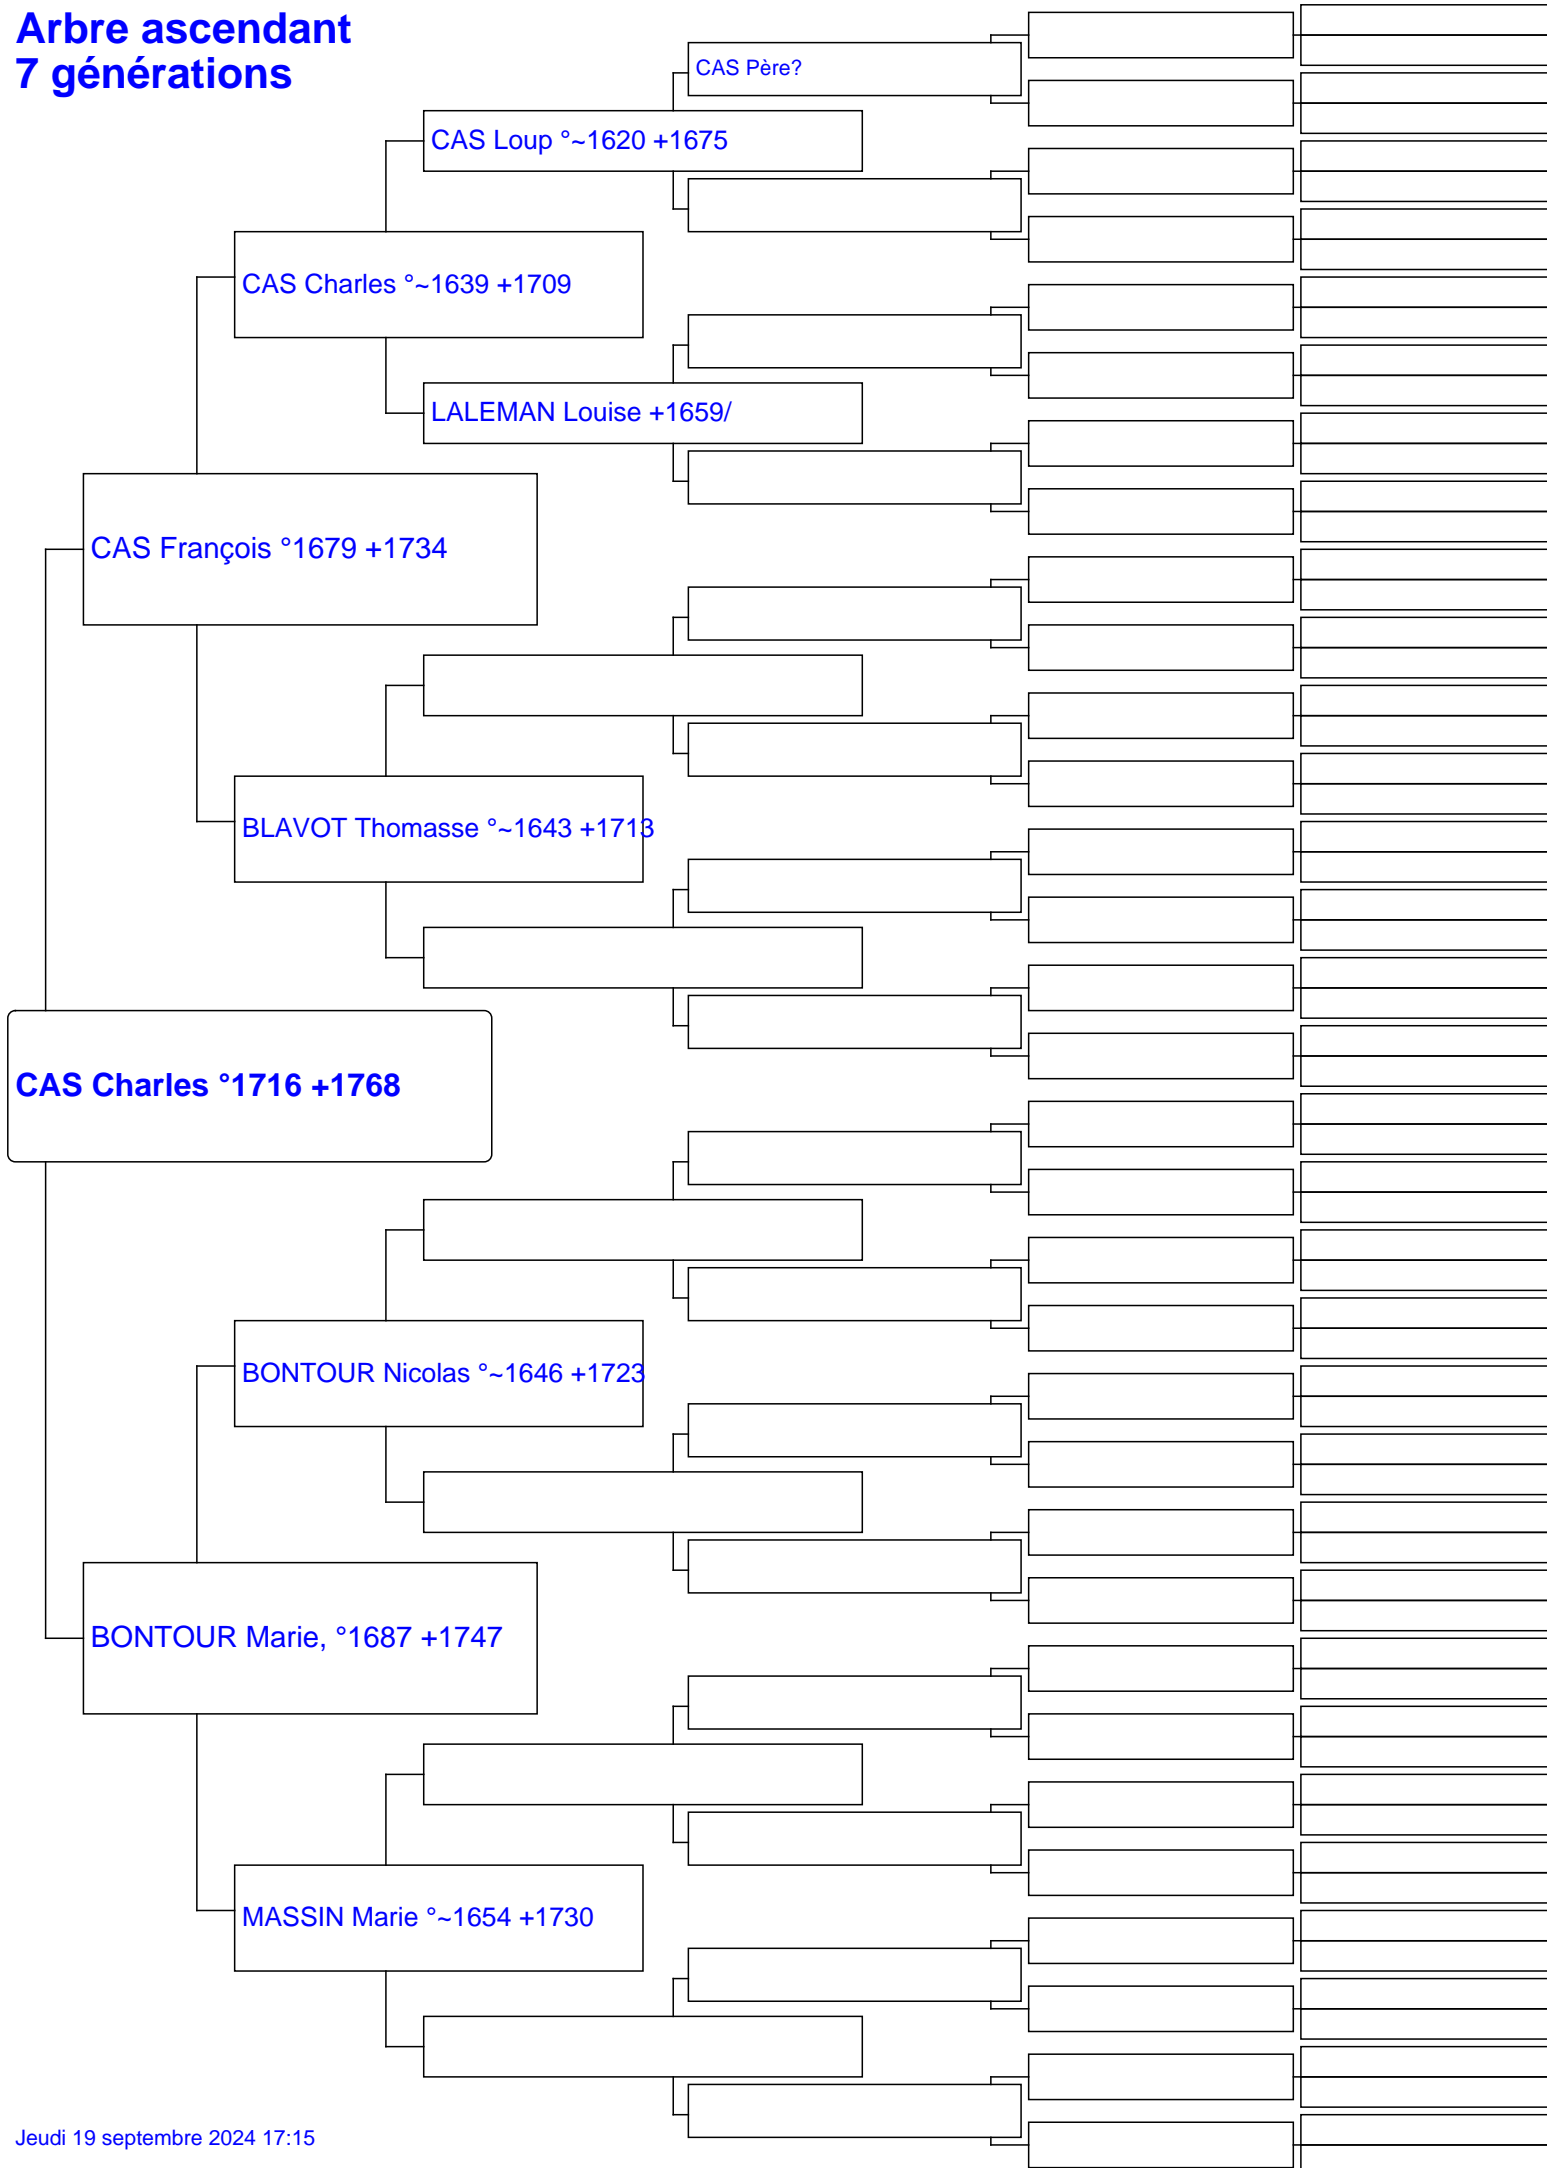 Arbre ascendant
7 générations
CAS Père?
CAS Loup °~1620 +1675
CAS Charles °~1639 +1709
LALEMAN Louise +1659/
CAS François °1679 +1734
BLAVOT Thomasse °~1643 +1713
CAS Charles °1716 +1768
BONTOUR Nicolas °~1646 +1723
BONTOUR Marie, °1687 +1747
MASSIN Marie °~1654 +1730
Jeudi 19 septembre 2024 17:15